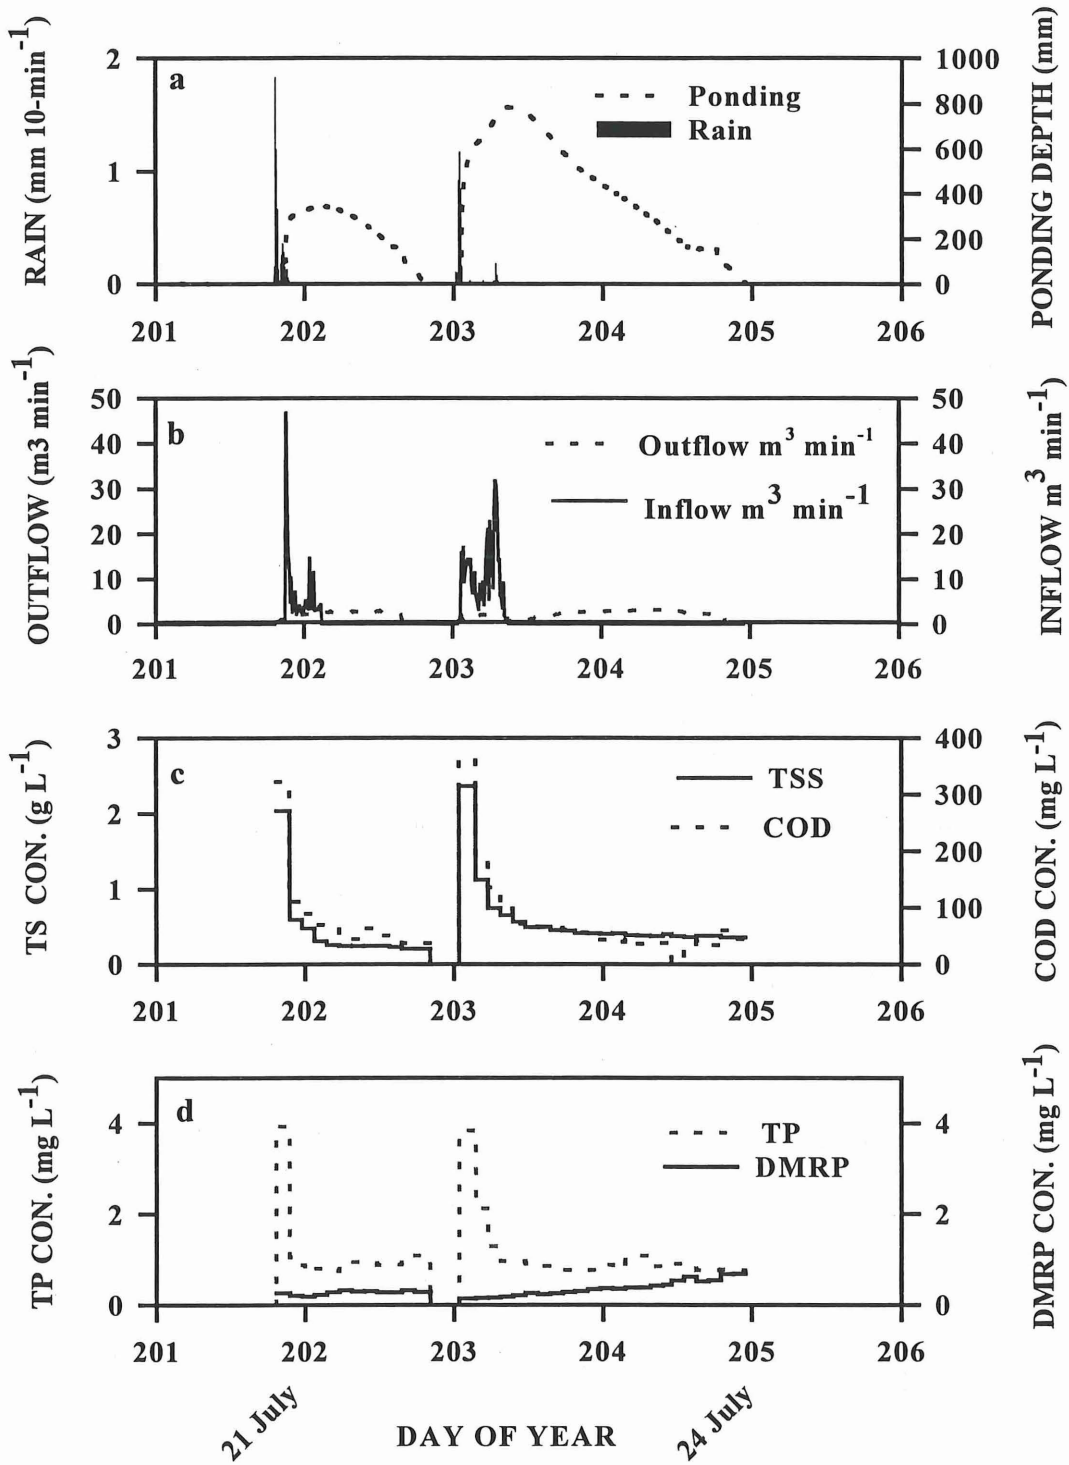 RAIN (mm 10-min⁻¹)
2
1
0
a
Ponding
Rain
1000
800
600
400
200
0
PONDING DEPTH (mm)
201 202 203 204 205 206
OUTFLOW (m3 min⁻¹)
50
40
30
20
10
0
b
Outflow m³ min⁻¹
Inflow m³ min⁻¹
50
40
30
20
10
0
INFLOW m³ min⁻¹)
201 202 203 204 205 206
TS CON. (g L⁻¹)
3
2
1
0
c
TSS
COD
400
300
200
100
0
COD CON. (mg L⁻¹)
201 202 203 204 205 206
TP CON. (mg L⁻¹)
4
2
0
d
TP
DMRP
4
2
0
DMRP CON. (mg L⁻¹)
201 202 203 204 205 206
21 July
24 July
DAY OF YEAR